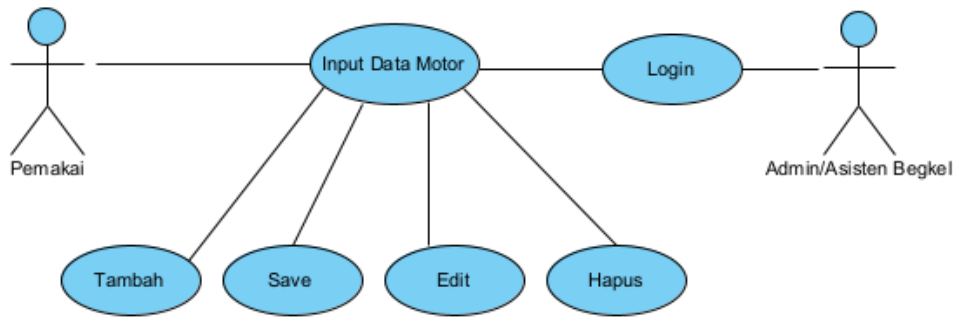 Input Data Motor
Login
Pemakai
Admin/Asisten Begkel
Tambah
Save
Edit
Hapus